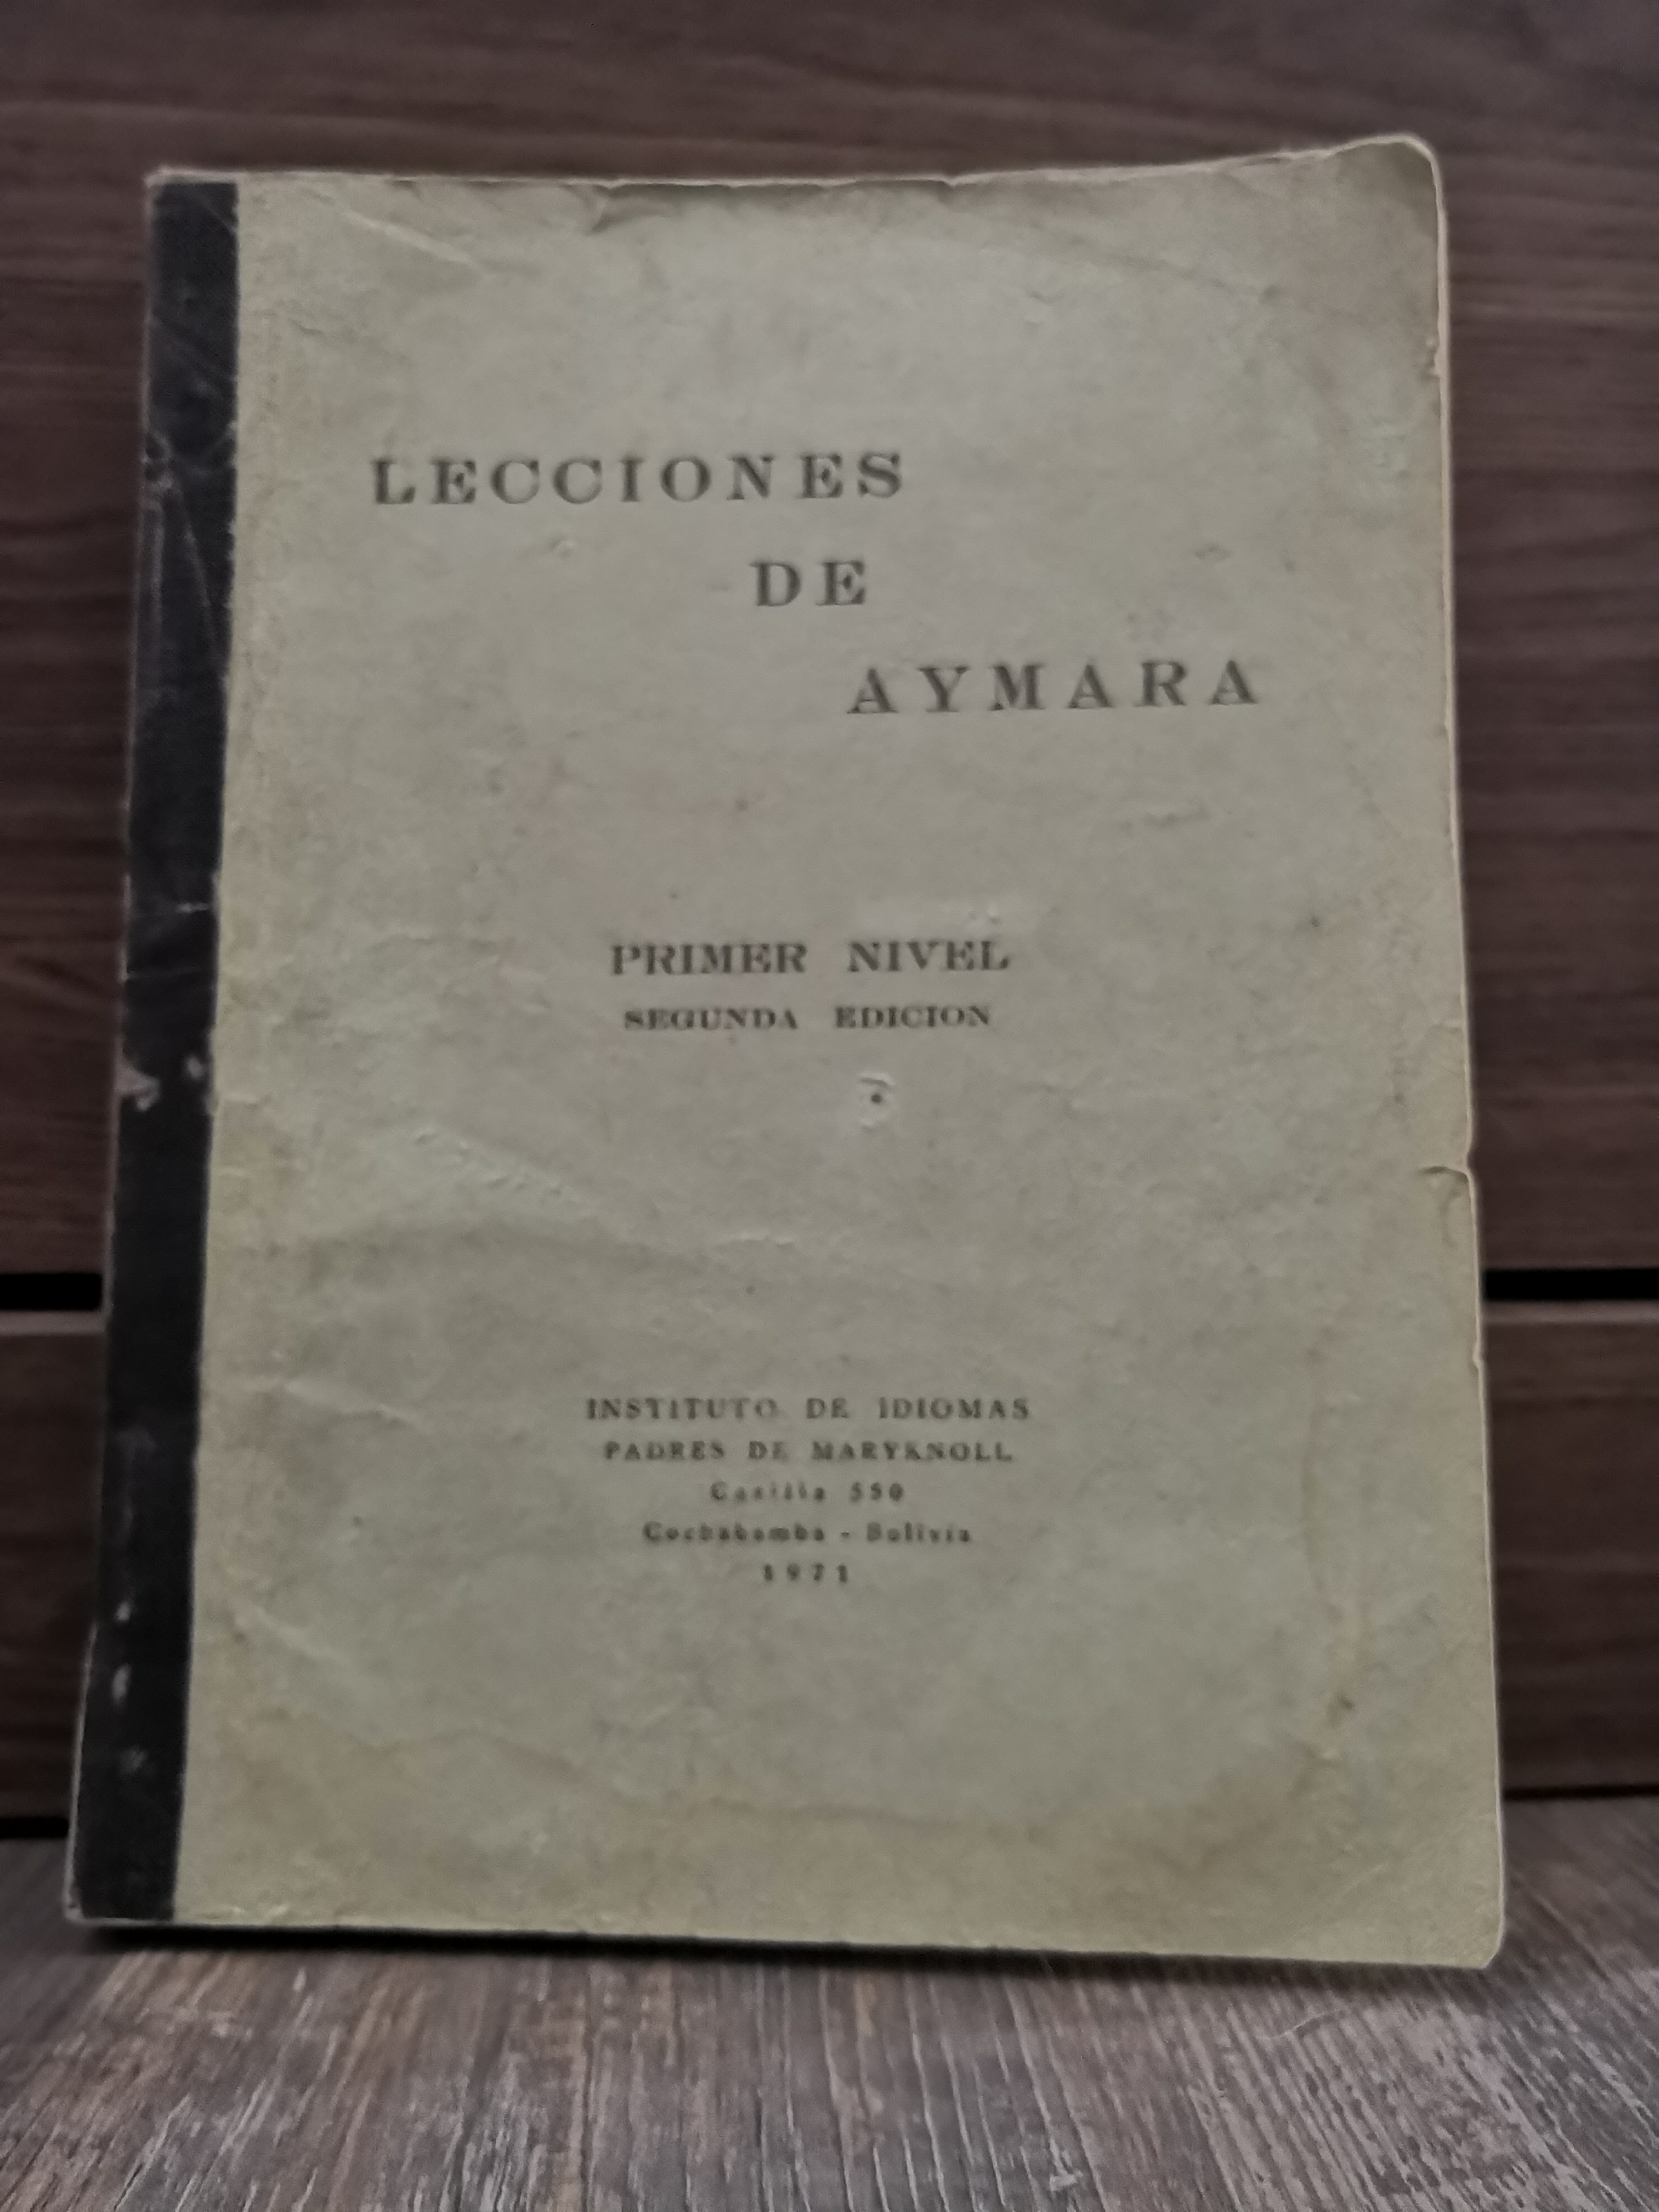 LECCIONES
DE
AYMARA
PRIMER NIVEL
SEGUNDA EDICION
INSTITUTO DE IDIOMAS
PADRES DE MARYKNOLL
Casilla 550
Cochabamba - Bolivia
1971